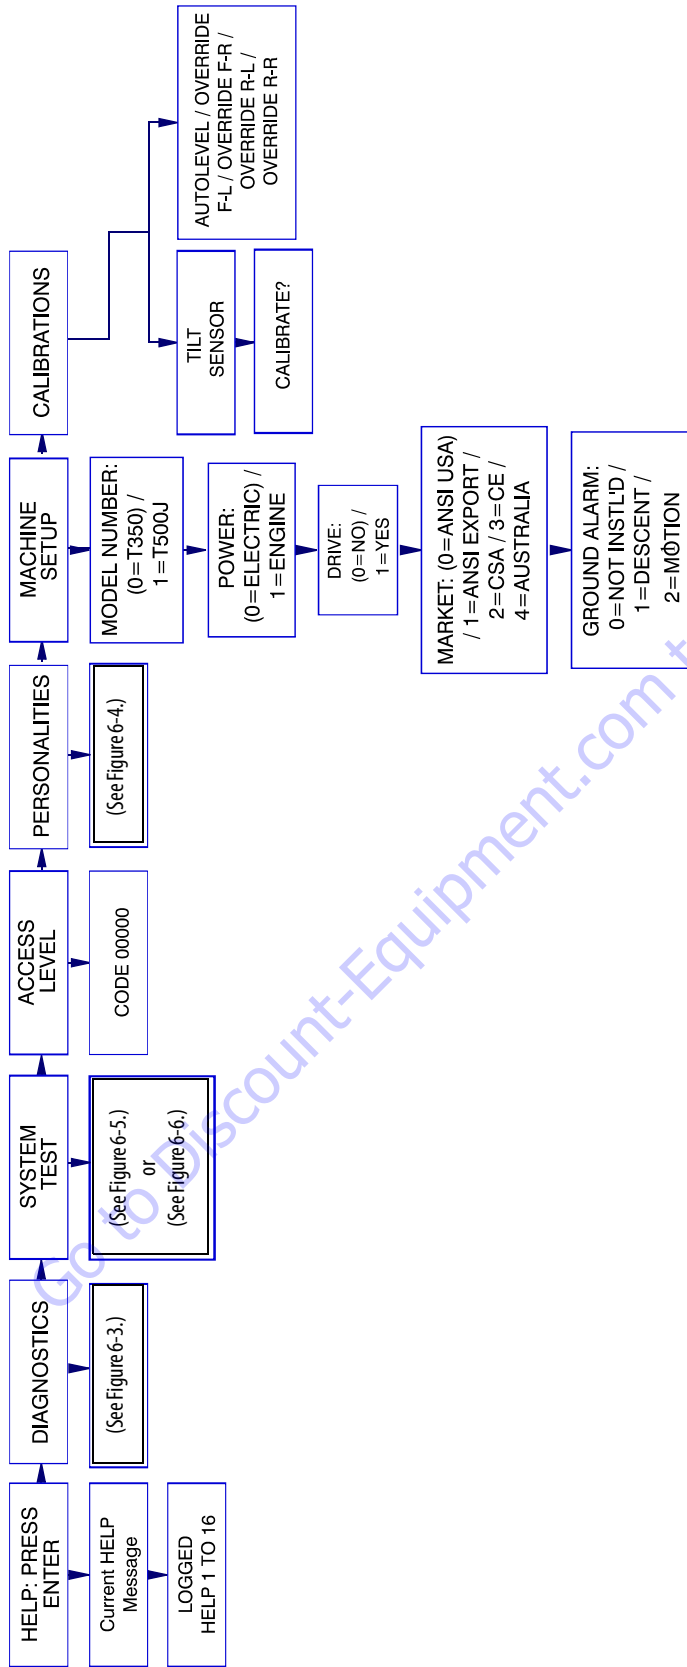 HELP: PRESS
ENTER
Current HELP
Message
LOGGED
HELP 1 TO 16
DIAGNOSTICS
(See Figure 6-3.)
SYSTEM
TEST
(See Figure 6-5.)
or
(See Figure 6-6.)
ACCESS
LEVEL
CODE 00000
PERSONALITIES
(See Figure 6-4.)
MACHINE
SETUP
MODEL NUMBER:
(0=T350) /
1=T500J
POWER:
(0=ELECTRIC) /
1=ENGINE
DRIVE:
(0=NO) /
1=YES
MARKET: (0=ANSI USA)
/ 1=ANSI EXPORT /
2=CSA / 3=CE /
4=AUSTRALIA
GROUND ALARM:
0=NOT INSTL'D /
1=DESCENT /
2=MOTION
CALIBRATIONS
TILT
SENSOR
CALIBRATE?
AUTOLEVEL / OVERRIDE
F-L / OVERRIDE F-R /
OVERRIDE R-L /
OVERRIDE R-R
Go to Discount-Equipment.com t